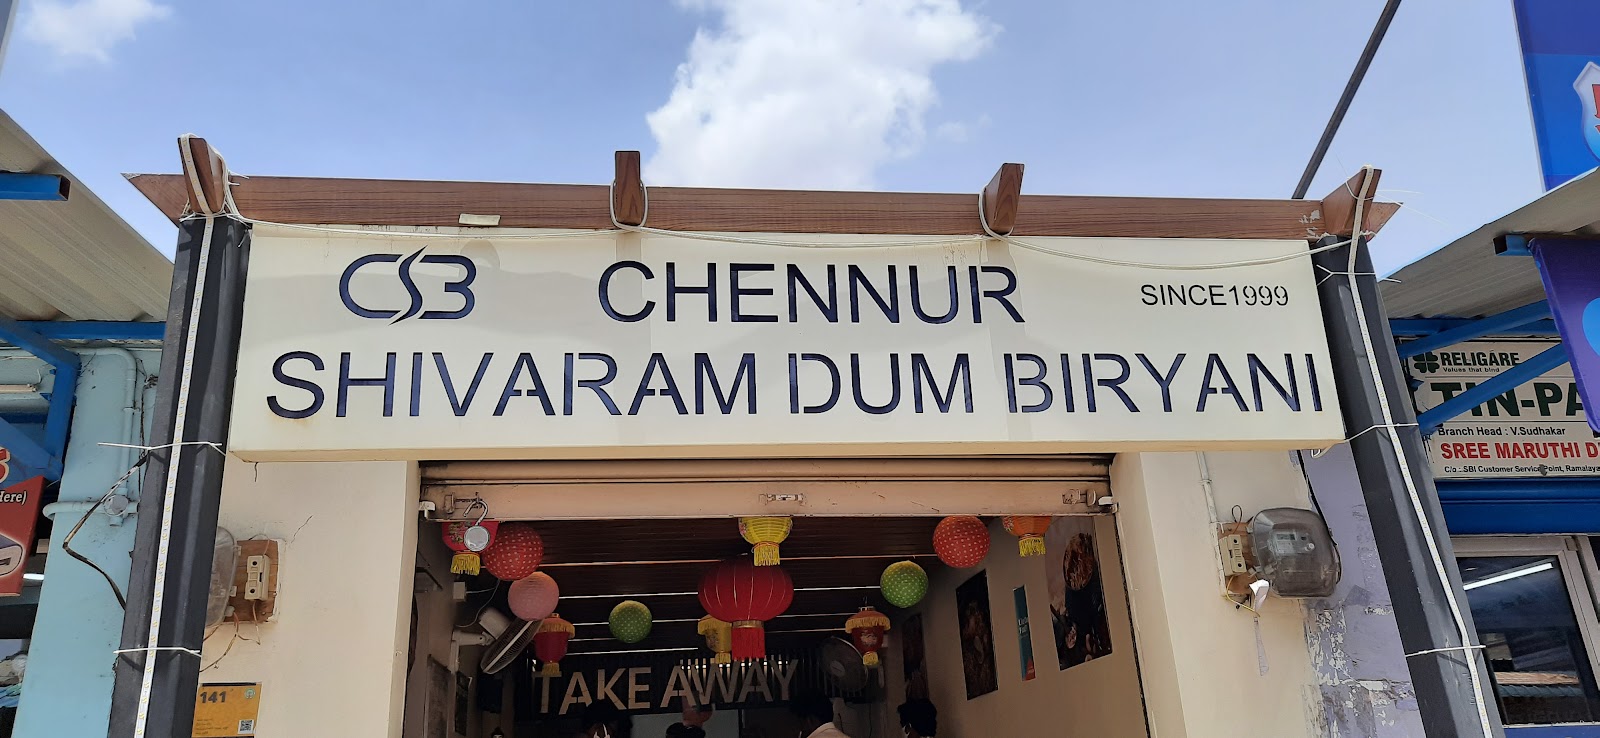 CSB
CHENNUR
SINCE1999
SHIVARAM DUM BIRYANI
TAKE AWAY
141
RELIGARE
Values that bind
TIN-PA
Branch Head : V.Sudhakar
SREE MARUTHI D
C/o.:SBI Customer Service Point, Ramalaya
Here)